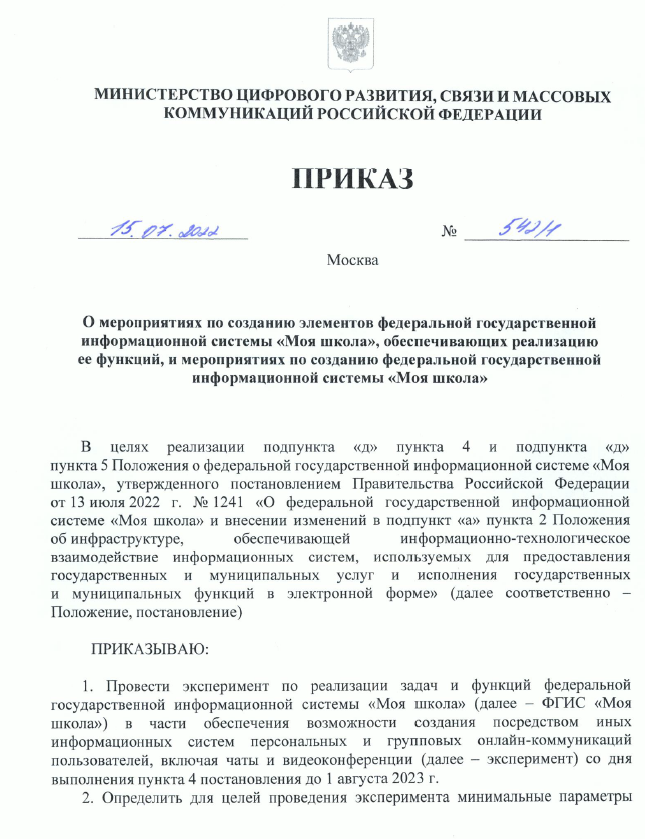 МИНИСТЕРСТВО ЦИФРОВОГО РАЗВИТИЯ, СВЯЗИ И МАССОВЫХ
КОММУНИКАЦИЙ РОССИЙСКОЙ ФЕДЕРАЦИИ
ПРИКАЗ
15.07.2022 № 542/1
Москва
О мероприятиях по созданию элементов федеральной государственной
информационной системы «Моя школа», обеспечивающих реализацию
ее функций, и мероприятиях по созданию федеральной государственной
информационной системы «Моя школа»
В целях реализации подпункта «д» пункта 4 и подпункта «д»
пункта 5 Положения о федеральной государственной информационной системе «Моя
школа», утвержденного постановлением Правительства Российской Федерации
от 13 июля 2022 г. № 1241 «О федеральной государственной информационной
системе «Моя школа» и внесении изменений в подпункт «а» пункта 2 Положения
об инфраструктуре, обеспечивающей информационно-технологическое
взаимодействие информационных систем, используемых для предоставления
государственных и муниципальных услуг и исполнения государственных
и муниципальных функций в электронной форме» (далее соответственно –
Положение, постановление)
ПРИКАЗЫВАЮ:
1. Провести эксперимент по реализации задач и функций федеральной
государственной информационной системы «Моя школа» (далее – ФГИС «Моя
школа») в части обеспечения возможности создания посредством иных
информационных систем персональных и групповых онлайн-коммуникаций
пользователей, включая чаты и видеоконференции (далее – эксперимент) со дня
выполнения пункта 4 постановления до 1 августа 2023 г.
2. Определить для целей проведения эксперимента минимальные параметры